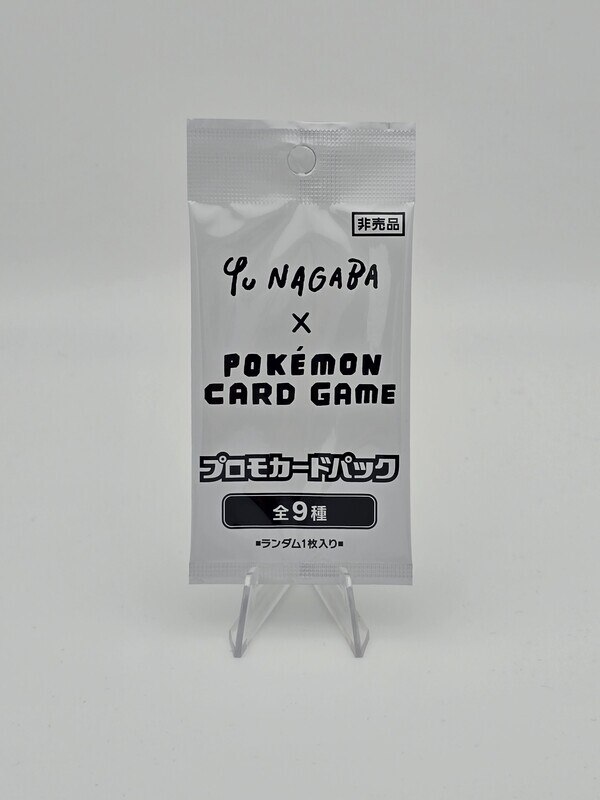 非売品
Yu NAGABA
×
POKÉMON
CARD GAME
プロモカードパック
全9種
■ランダム1枚入り■